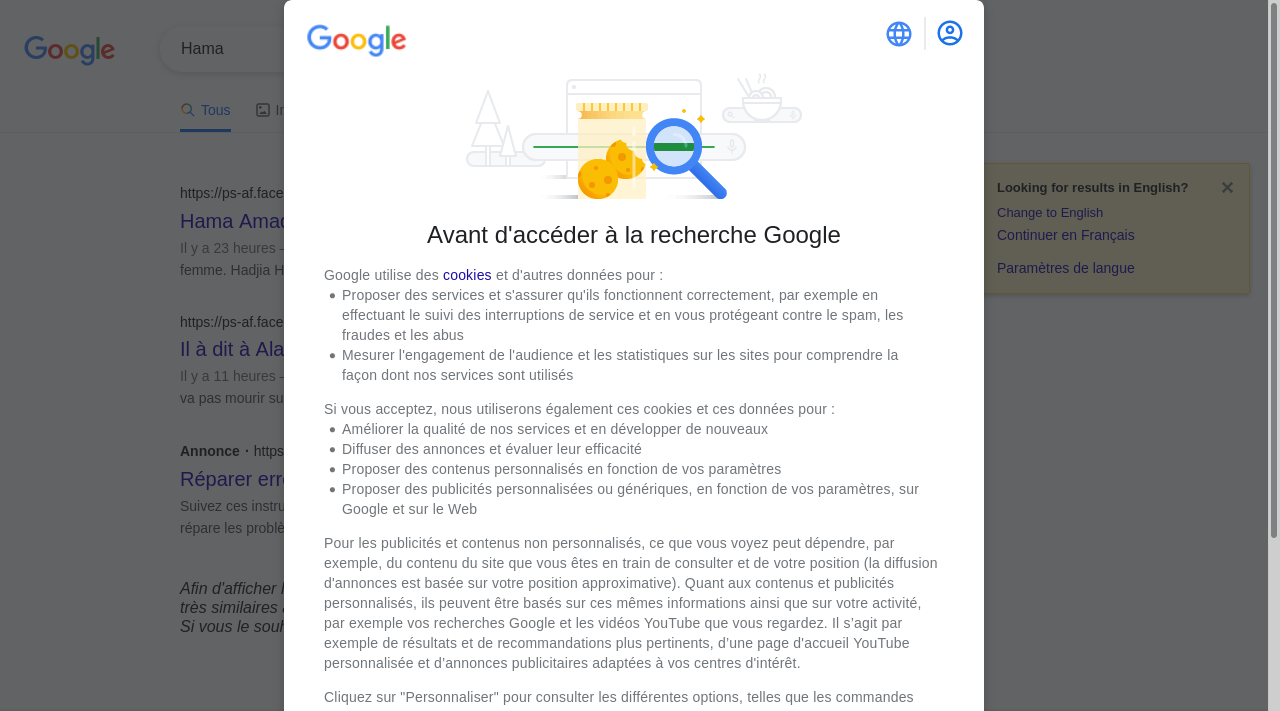 Google
Hama
Tous
https://ps-af.face
Hama Amad
Il y a 23 heures
femme. Hadjia H
https://ps-af.face
Il à dit à Ala
Il y a 11 heures
va pas mourir su
Annonce · https
Réparer erre
Suivez ces instru
répare les problè
Afin d'afficher l
très similaires a
Si vous le souh
Google
Avant d'accéder à la recherche Google
Google utilise des cookies et d'autres données pour :
• Proposer des services et s'assurer qu'ils fonctionnent correctement, par exemple en
effectuant le suivi des interruptions de service et en vous protégeant contre le spam, les
fraudes et les abus
• Mesurer l'engagement de l'audience et les statistiques sur les sites pour comprendre la
façon dont nos services sont utilisés
Si vous acceptez, nous utiliserons également ces cookies et ces données pour :
• Améliorer la qualité de nos services et en développer de nouveaux
• Diffuser des annonces et évaluer leur efficacité
• Proposer des contenus personnalisés en fonction de vos paramètres
• Proposer des publicités personnalisées ou génériques, en fonction de vos paramètres, sur
Google et sur le Web
Pour les publicités et contenus non personnalisés, ce que vous voyez peut dépendre, par
exemple, du contenu du site que vous êtes en train de consulter et de votre position (la diffusion
d'annonces est basée sur votre position approximative). Quant aux contenus et publicités
personnalisés, ils peuvent être basés sur ces mêmes informations ainsi que sur votre activité,
par exemple vos recherches Google et les vidéos YouTube que vous regardez. Il s’agit par
exemple de résultats et de recommandations plus pertinents, d’une page d'accueil YouTube
personnalisée et d’annonces publicitaires adaptées à vos centres d'intérêt.
Cliquez sur "Personnaliser" pour consulter les différentes options, telles que les commandes
Looking for results in English?
Change to English
Continuer en Français
Paramètres de langue